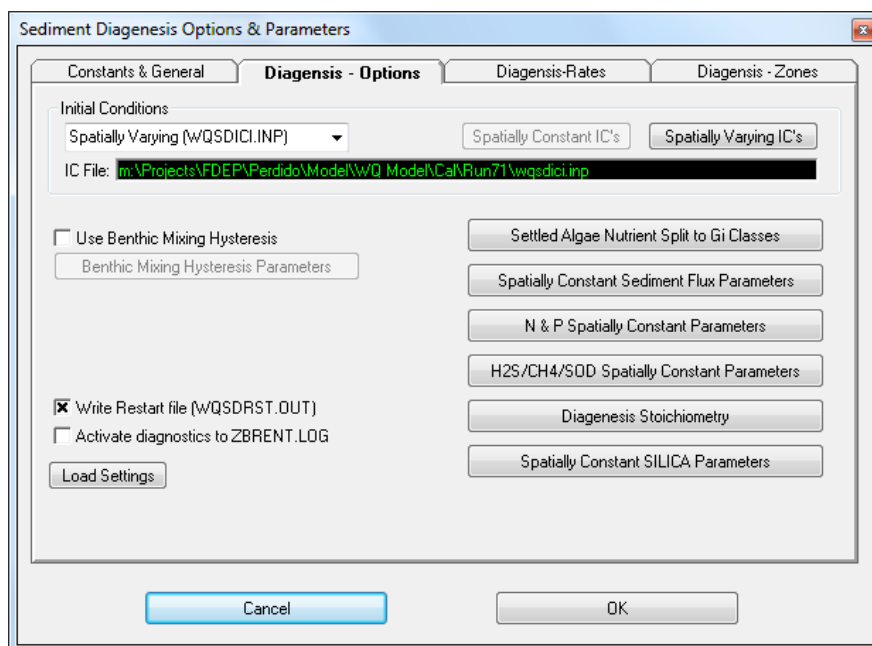 Sediment Diagenesis Options & Parameters
x
Constants & General
Diagensis - Options
Diagensis-Rates
Diagensis - Zones
Initial Conditions
Spatially Varying (WQSDICI.INP)
Spatially Constant IC's
Spatially Varying IC's
IC File: m:\Projects\FDEP\Perdido\Model\WQ Model\Cal\Run71\wqsdici.inp
Use Benthic Mixing Hysteresis
Benthic Mixing Hysteresis Parameters
Settled Algae Nutrient Split to Gi Classes
Spatially Constant Sediment Flux Parameters
N & P Spatially Constant Parameters
H2S/CH4/SOD Spatially Constant Parameters
Diagenesis Stoichiometry
Spatially Constant SILICA Parameters
Write Restart file (WQSDRST.OUT)
Activate diagnostics to ZBRENT.LOG
Load Settings
Cancel
OK